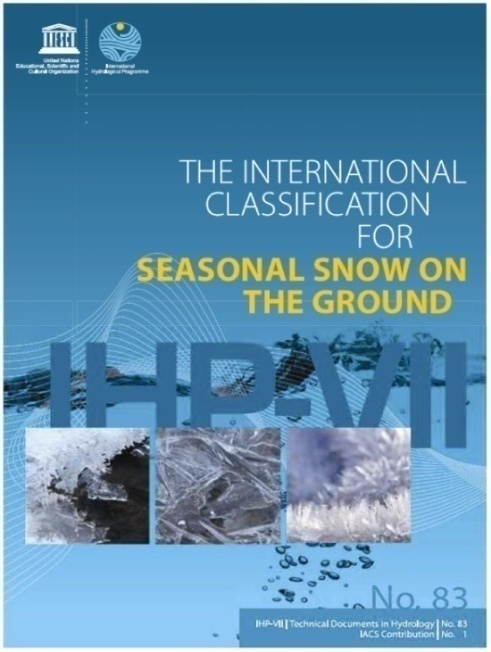 UNESCO
United Nations
Educational, Scientific and
Cultural Organization
International
Hydrological Programme
THE INTERNATIONAL
CLASSIFICATION
FOR
SEASONAL SNOW ON
THE GROUND
IHP-VII
No. 83
IHP-VII | Technical Documents in Hydrology | No. 83
IACS Contribution | No. 1